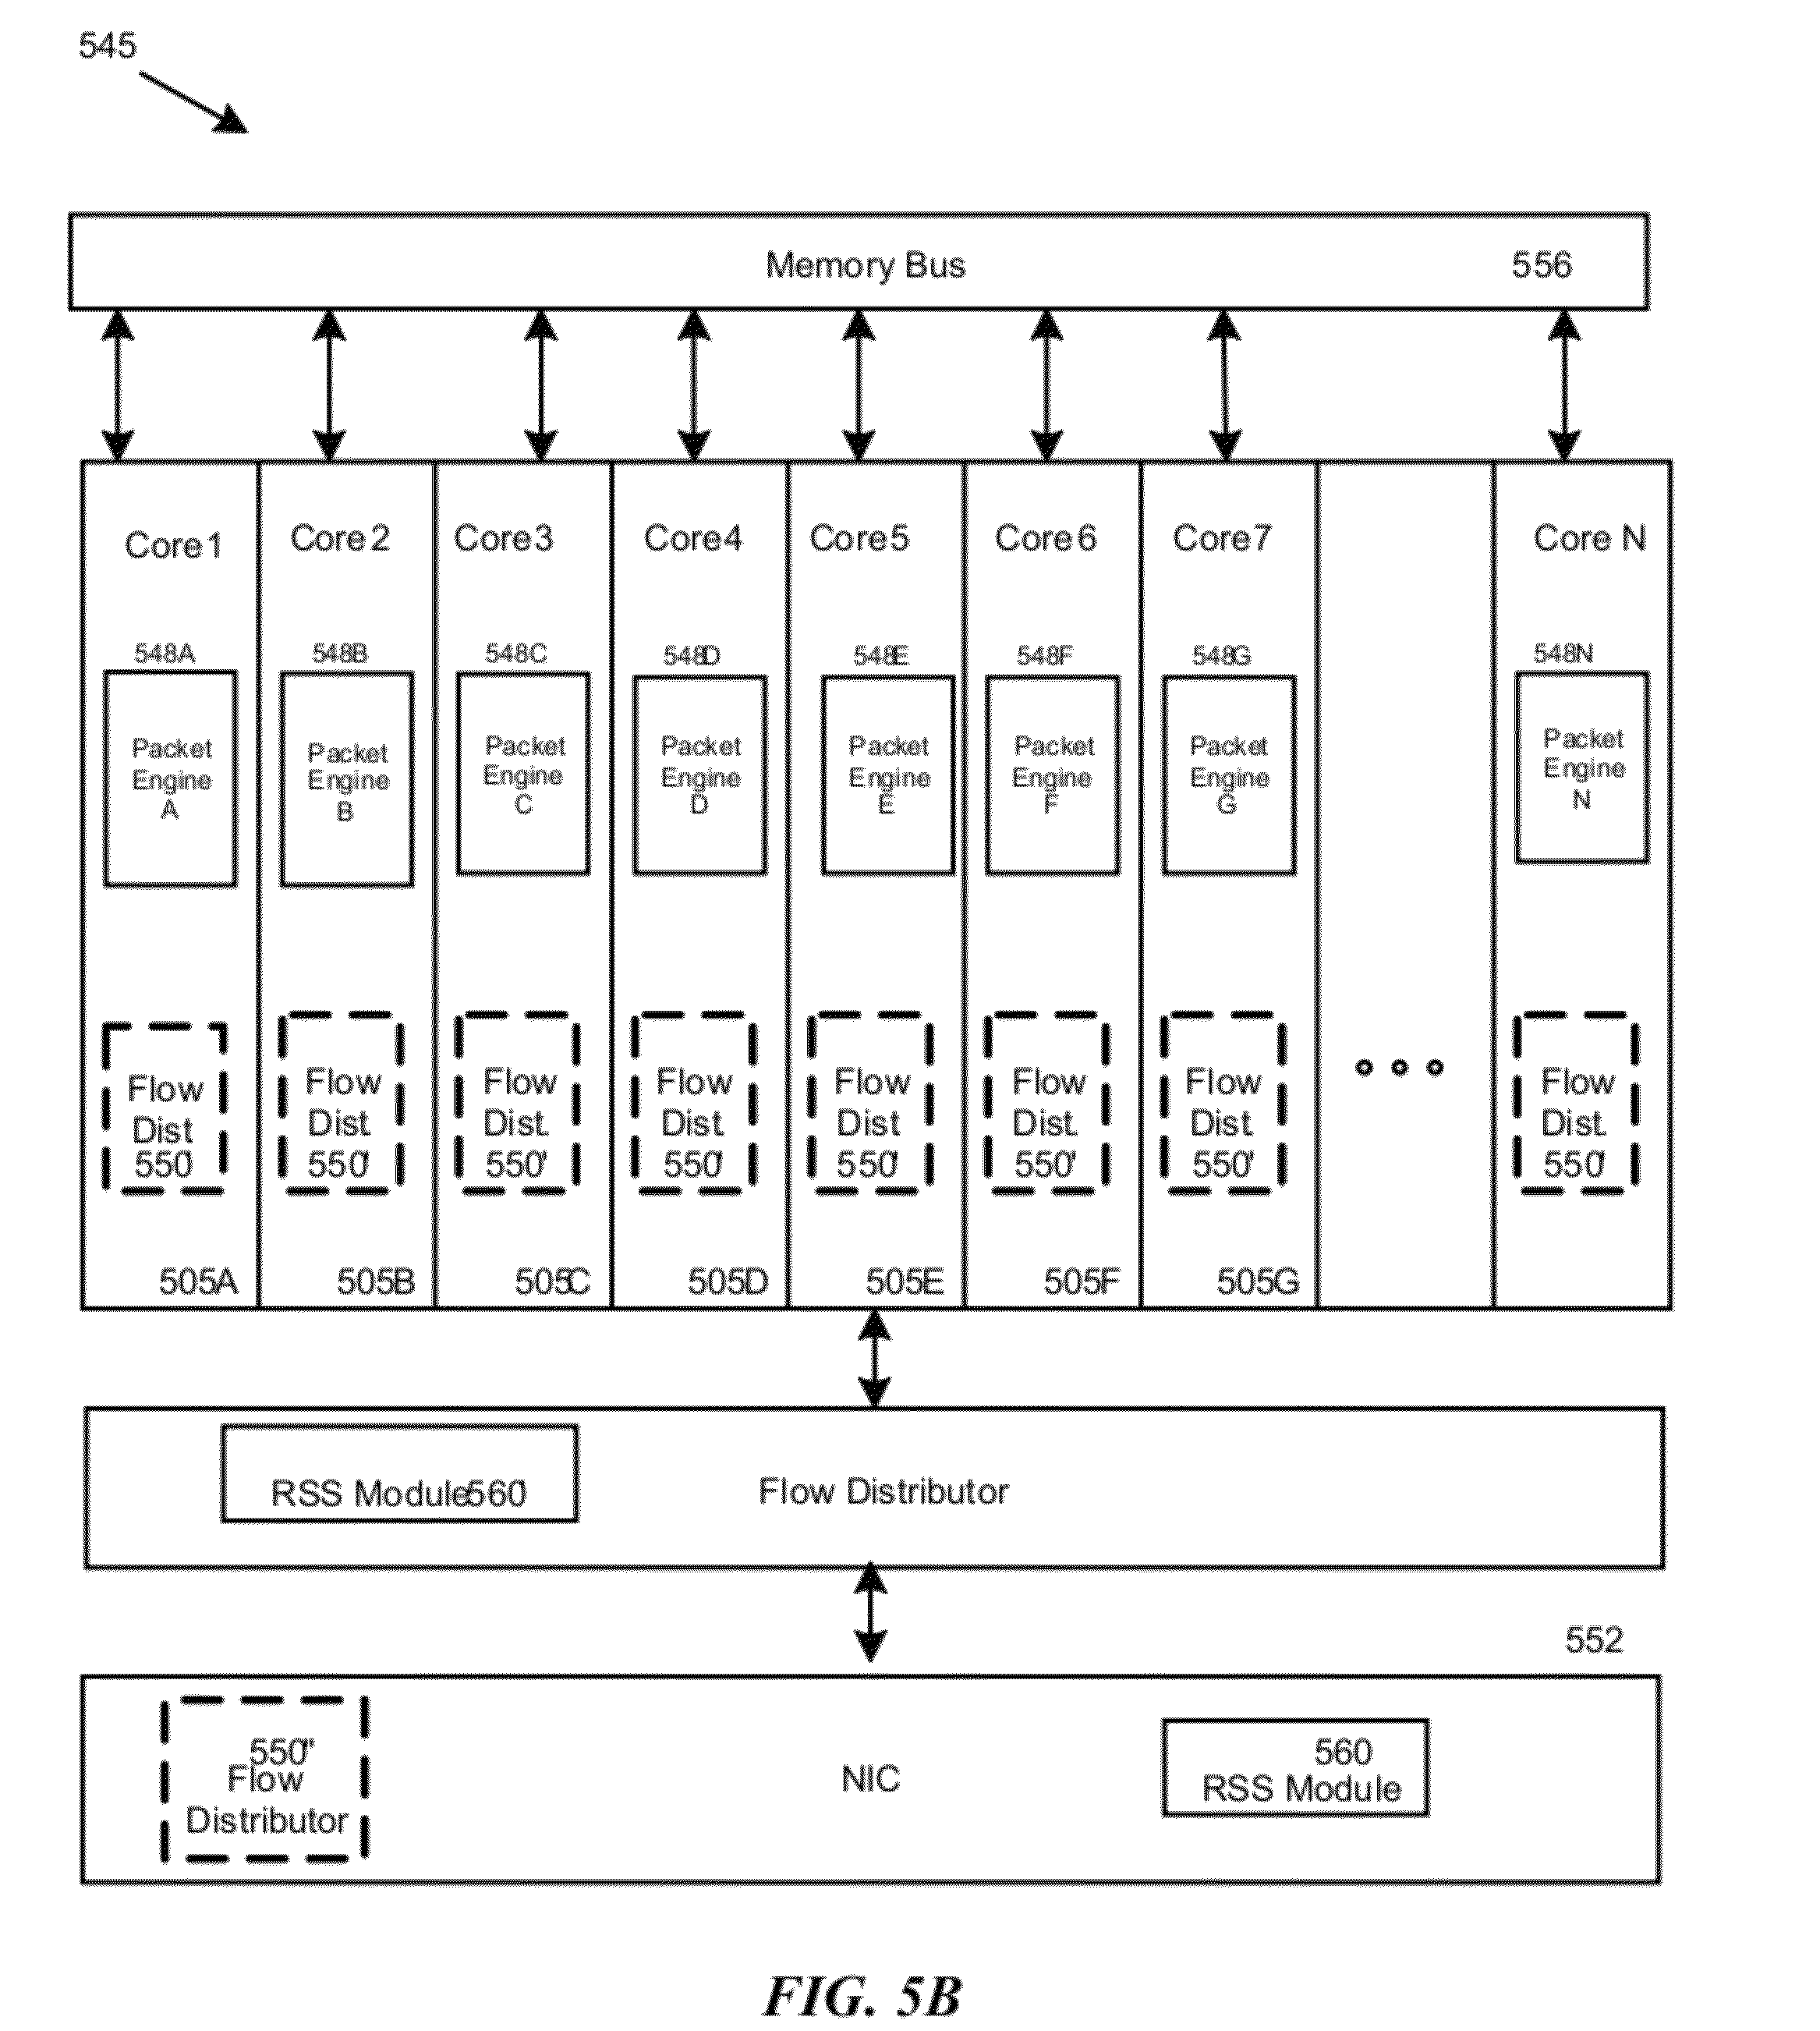 545
Memory Bus 556
Core 1 Core 2 Core 3 Core 4 Core 5 Core 6 Core 7 Core N
548A 548B 548C 548D 548E 548F 548G 548N
Packet Packet Packet Packet Packet Packet Packet Packet
Engine Engine Engine Engine Engine Engine Engine Engine
A B C D E F G N
Flow Flow Flow Flow Flow Flow Flow Flow
Dist Dist. Dist. Dist. Dist Dist. Dist. Dist.
550' 550' 550' 550' 550' 550' 550' 550'
505A 505B 505C 505D 505E 505F 505G
RSS Module 560' Flow Distributor
552
550"
Flow
Distributor
NIC
560
RSS Module
FIG. 5B